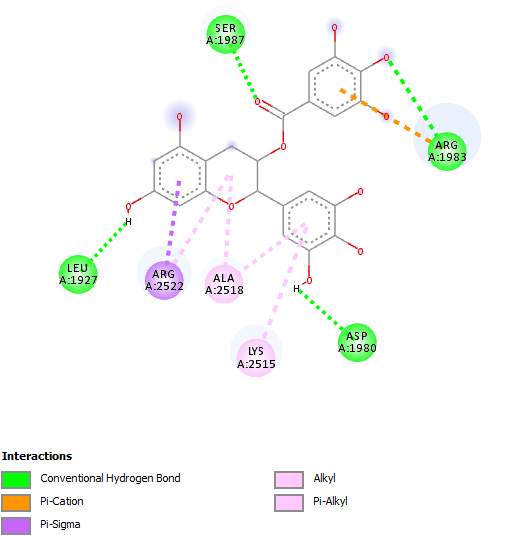 SER
A:1987
O
O
O
O
O
ARG
A:1983
O
O
O
O
H
O
O
LEU
A:1927
ARG
A:2522
ALA
A:2518
O
H
ASP
A:1980
LYS
A:2515
Interactions
Conventional Hydrogen Bond
Alkyl
Pi-Cation
Pi-Alkyl
Pi-Sigma